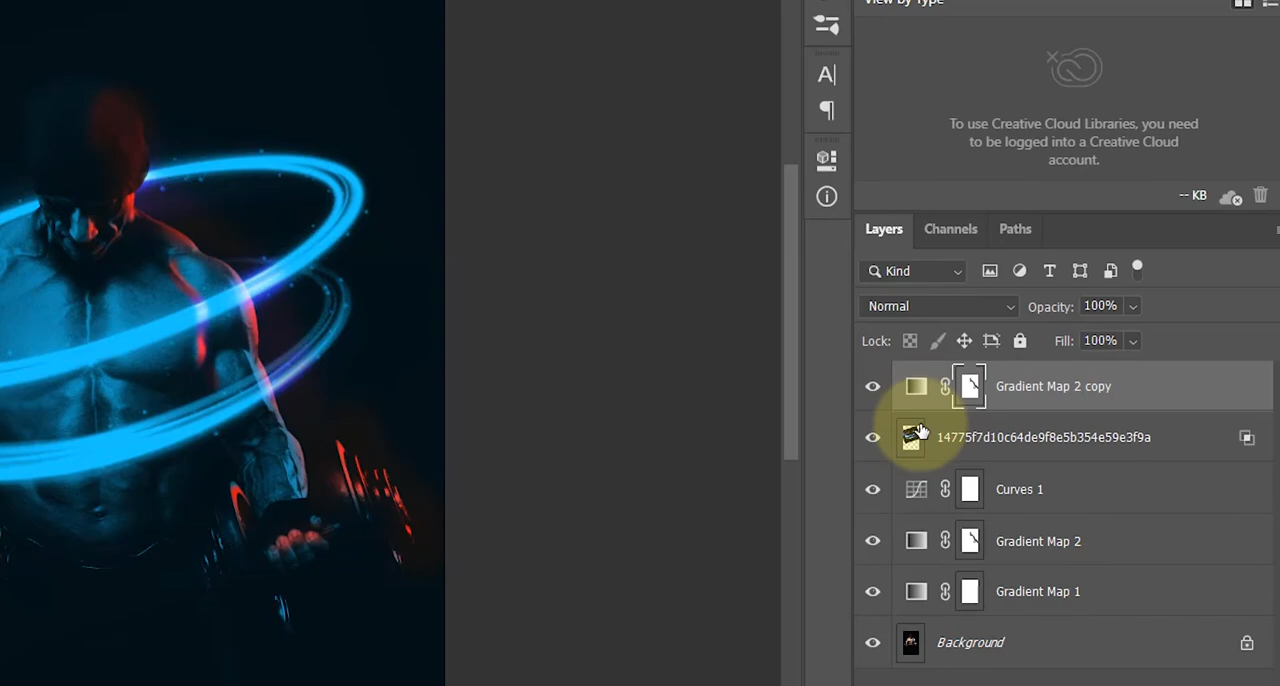 View by Type
To use Creative Cloud Libraries, you need
to be logged into a Creative Cloud
account.
-- KB
Layers Channels Paths
Kind
Normal Opacity: 100%
Lock: Fill: 100%
Gradient Map 2 copy
14775f7d10c64de9f8e5b354e59e3f9a
Curves 1
Gradient Map 2
Gradient Map 1
Background